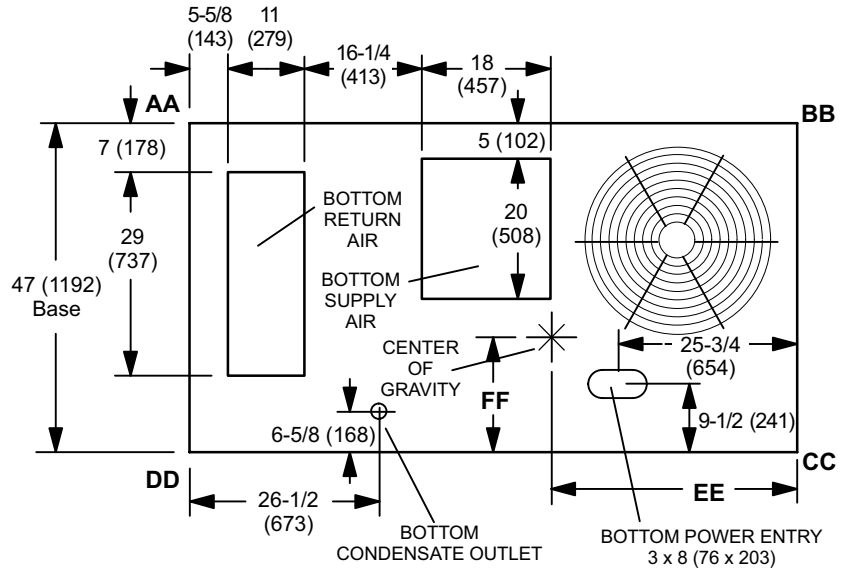 5-5/8
(143)
11
(279)
16-1/4
(413)
18
(457)
AA
BB
7 (178)
5 (102)
BOTTOM
RETURN
AIR
20
(508)
29
(737)
47 (1192)
Base
BOTTOM
SUPPLY
AIR
CENTER
OF
GRAVITY
25-3/4
(654)
FF
9-1/2 (241)
6-5/8 (168)
DD
CC
26-1/2
(673)
EE
BOTTOM
CONDENSATE OUTLET
BOTTOM POWER ENTRY
3 x 8 (76 x 203)